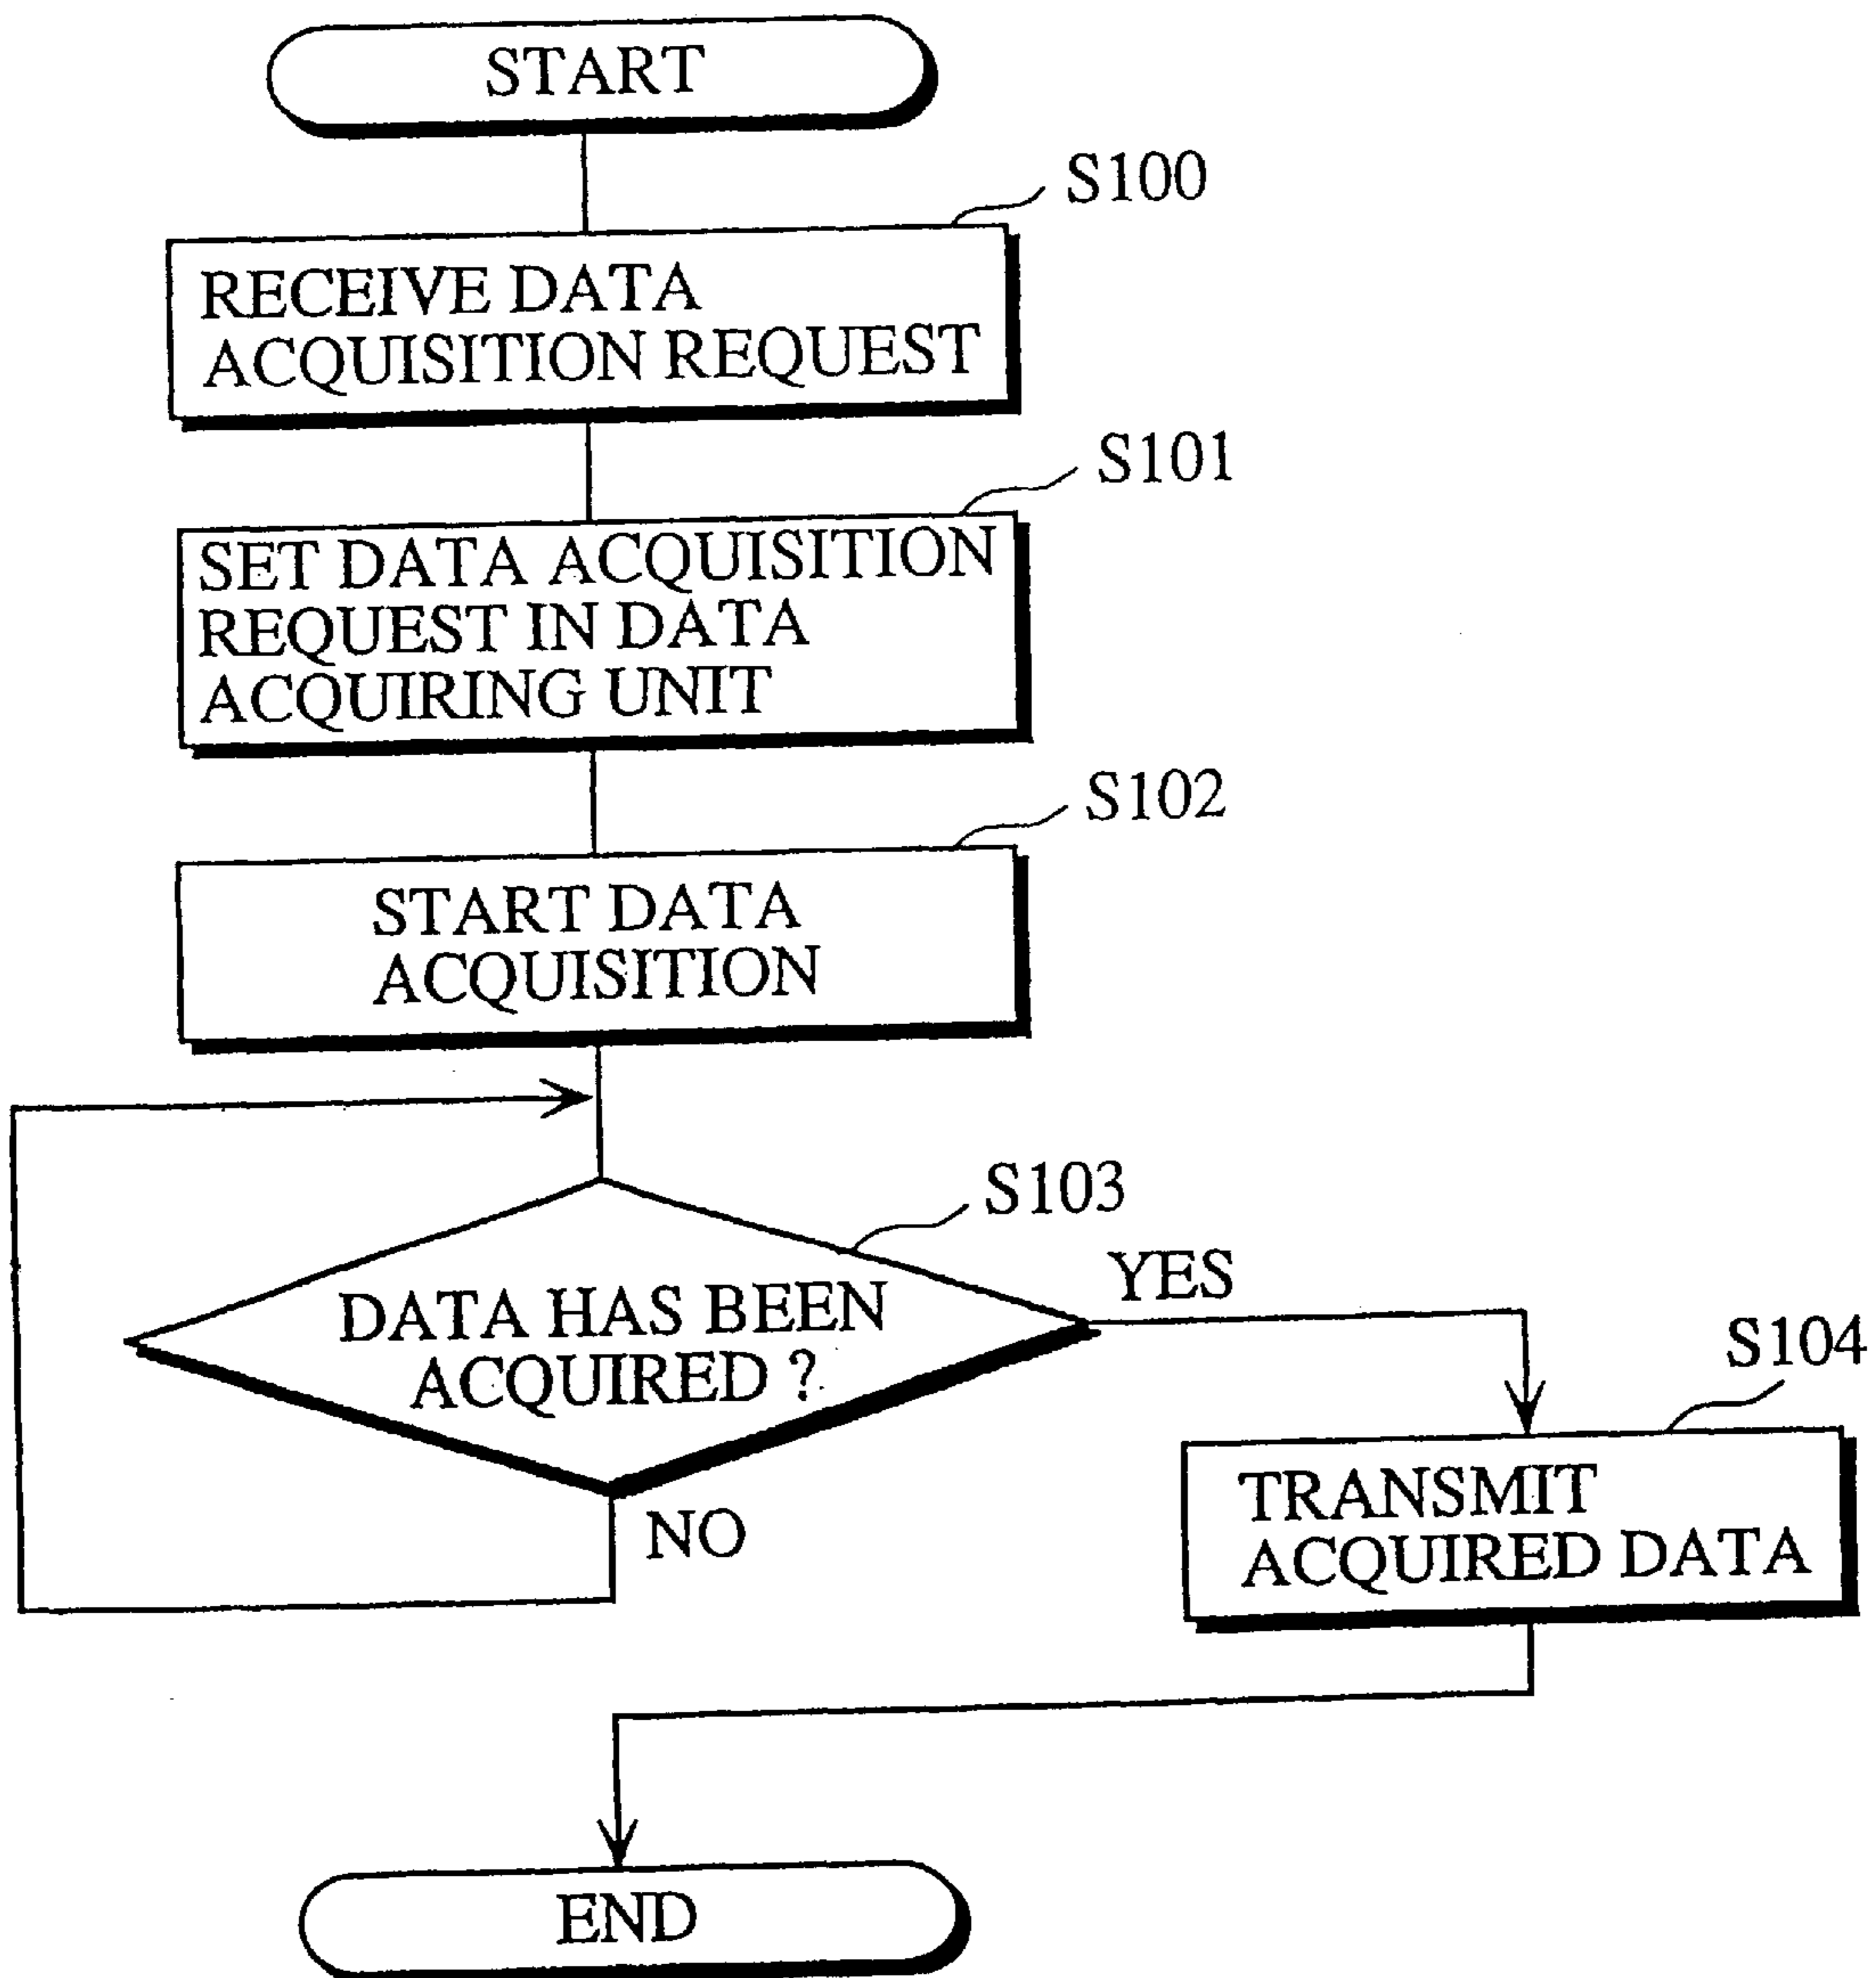 START
S100
RECEIVE DATA
ACQUISITION REQUEST
S101
SET DATA ACQUISITION
REQUEST IN DATA
ACQUIRING UNIT
S102
START DATA
ACQUISITION
S103
DATA HAS BEEN
ACQUIRED ?
YES
NO
S104
TRANSMIT
ACQUIRED DATA
END